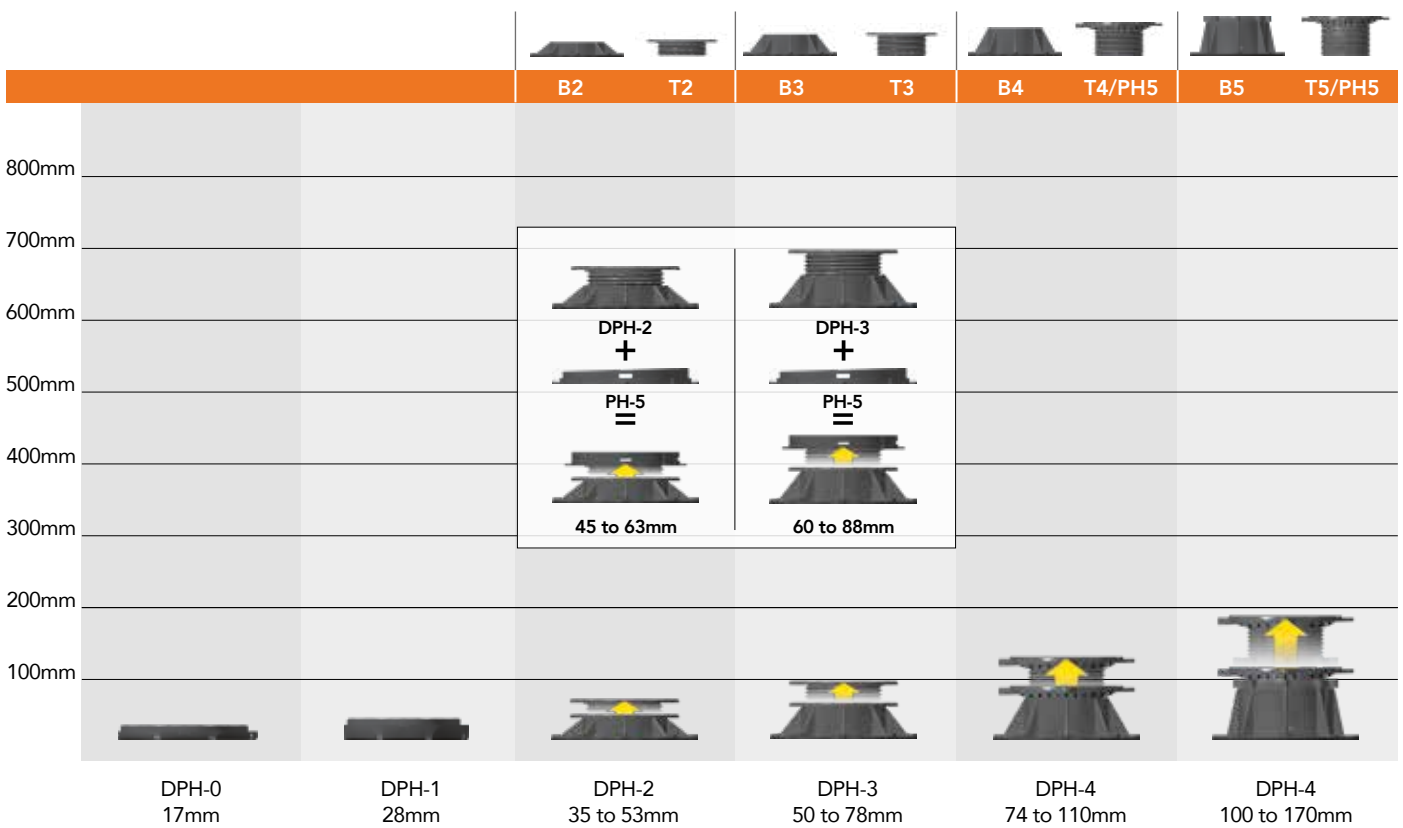 B2 T2 B3 T3 B4 T4/PH5 B5 T5/PH5
800mm
700mm
600mm
500mm
400mm
300mm
200mm
100mm
DPH-2
+
PH-5
=
45 to 63mm
DPH-3
+
PH-5
=
60 to 88mm
DPH-0
17mm
DPH-1
28mm
DPH-2
35 to 53mm
DPH-3
50 to 78mm
DPH-4
74 to 110mm
DPH-4
100 to 170mm